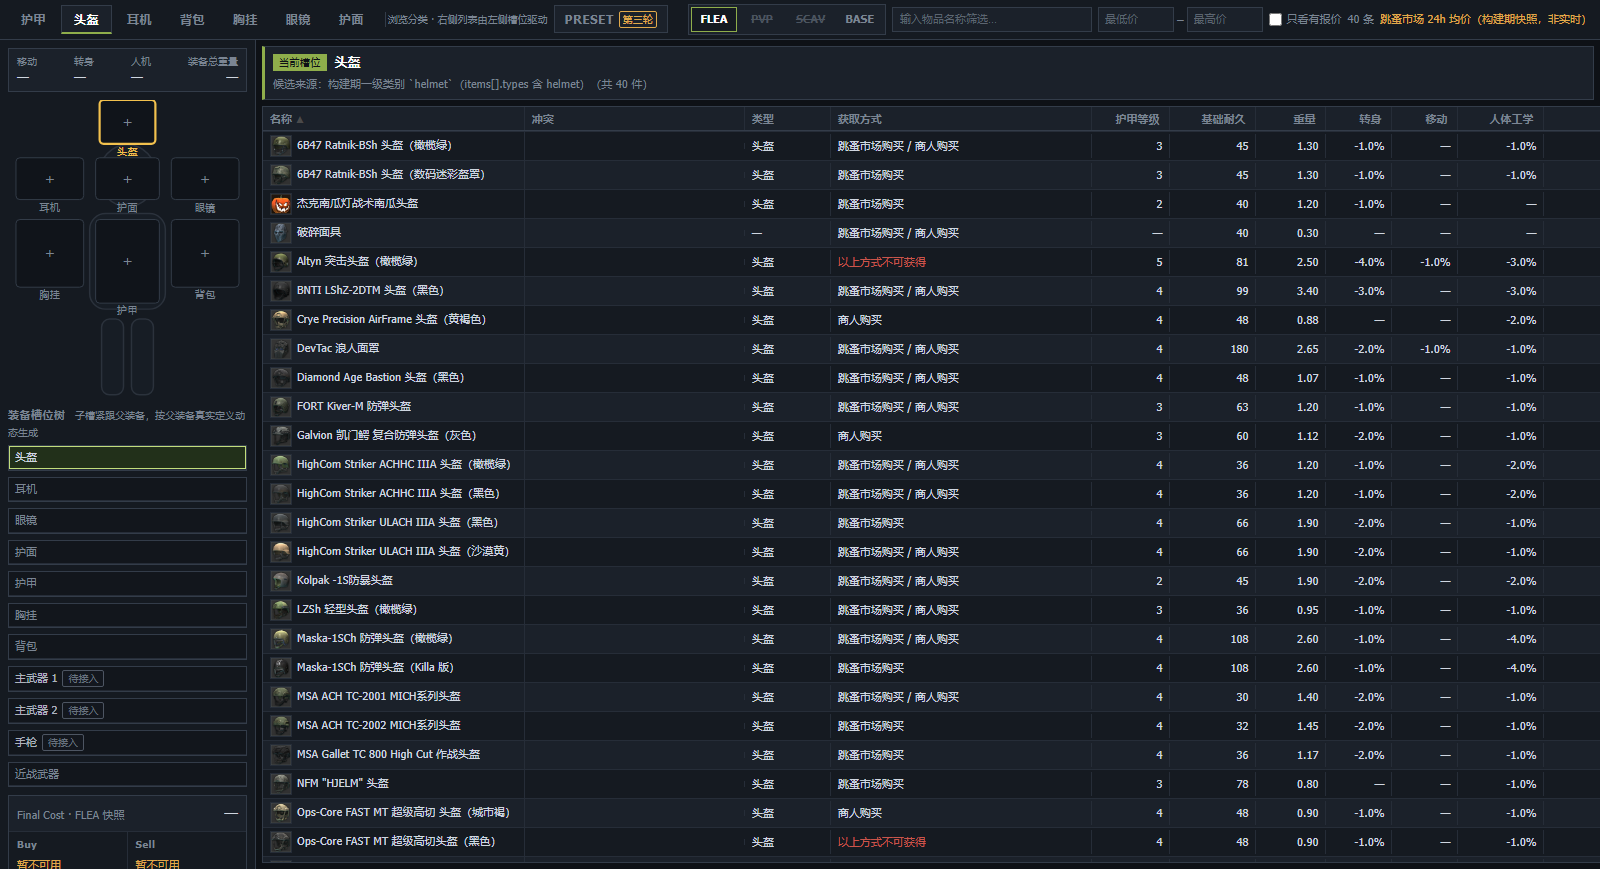 护甲 头盔 耳机 背包 胸挂 眼镜 护面 浏览分类 · 右侧列表由左侧槽位驱动 PRESET 第三轮 FLEA PVP SCAV BASE 输入物品名称筛选... 最低价 — 最高价 只看有报价 40 条 跳蚤市场 24h 均价（构建期快照，非实时）
移动 转身 人机 装备总重量
— — — —
+
头盔
+ + +
耳机 护面 眼镜
+ + +
胸挂 护甲 背包
装备槽位树 子槽紧跟父装备，按父装备真实定义动
态生成
头盔
耳机
眼镜
护面
护甲
胸挂
背包
主武器 1 待接入
主武器 2 待接入
手枪 待接入
近战武器
Final Cost · FLEA 快照 —
Buy Sell
暂不可用 暂不可用
当前槽位 头盔
候选来源：构建期一级类别 `helmet`（items[].types 含 helmet）（共 40 件）
名称 ▲ 冲突 类型 获取方式 护甲等级 基础耐久 重量 转身 移动 人体工学
6B47 Ratnik-BSh 头盔（橄榄绿） 头盔 跳蚤市场购买 / 商人购买 3 45 1.30 -1.0% — -1.0%
6B47 Ratnik-BSh 头盔（数码迷彩盔罩） 头盔 跳蚤市场购买 3 45 1.30 -1.0% — -1.0%
杰克南瓜灯战术南瓜头盔 头盔 跳蚤市场购买 2 40 1.20 -1.0% — —
破碎面具 — 跳蚤市场购买 / 商人购买 — 40 0.30 — — —
Altyn 突击头盔（橄榄绿） 头盔 以上方式不可获得 5 81 2.50 -4.0% -1.0% -3.0%
BNTI LShZ-2DTM 头盔（黑色） 头盔 跳蚤市场购买 / 商人购买 4 99 3.40 -3.0% — -3.0%
Crye Precision AirFrame 头盔（黄褐色） 头盔 商人购买 4 48 0.88 — — -2.0%
DevTac 浪人面罩 头盔 跳蚤市场购买 / 商人购买 4 180 2.65 -2.0% -1.0% -1.0%
Diamond Age Bastion 头盔（黑色） 头盔 跳蚤市场购买 / 商人购买 4 48 1.07 -1.0% — -1.0%
FORT Kiver-M 防弹头盔 头盔 跳蚤市场购买 / 商人购买 3 63 1.20 -1.0% — -1.0%
Galvion 凯门鳄 复合防弹头盔（灰色） 头盔 商人购买 3 60 1.12 -2.0% — -1.0%
HighCom Striker ACHHC IIIA 头盔（橄榄绿） 头盔 跳蚤市场购买 / 商人购买 4 36 1.20 -1.0% — -2.0%
HighCom Striker ACHHC IIIA 头盔（黑色） 头盔 跳蚤市场购买 / 商人购买 4 36 1.20 -1.0% — -2.0%
HighCom Striker ULACH IIIA 头盔（黑色） 头盔 跳蚤市场购买 4 66 1.90 -2.0% — -1.0%
HighCom Striker ULACH IIIA 头盔（沙漠黄） 头盔 跳蚤市场购买 / 商人购买 4 66 1.90 -2.0% — -1.0%
Kolpak -1S防暴头盔 头盔 跳蚤市场购买 / 商人购买 2 45 1.90 -2.0% — -2.0%
LZSh 轻型头盔（橄榄绿） 头盔 跳蚤市场购买 / 商人购买 3 36 0.95 -1.0% — -1.0%
Maska-1SCh 防弹头盔（橄榄绿） 头盔 跳蚤市场购买 / 商人购买 4 108 2.60 -1.0% — -4.0%
Maska-1SCh 防弹头盔（Killa 版） 头盔 跳蚤市场购买 4 108 2.60 -1.0% — -4.0%
MSA ACH TC-2001 MICH系列头盔 头盔 跳蚤市场购买 / 商人购买 4 30 1.40 -2.0% — -1.0%
MSA ACH TC-2002 MICH系列头盔 头盔 跳蚤市场购买 4 32 1.45 -2.0% — -1.0%
MSA Gallet TC 800 High Cut 作战头盔 头盔 跳蚤市场购买 4 36 1.17 -2.0% — -1.0%
NFM "HJELM" 头盔 头盔 跳蚤市场购买 3 78 0.80 — — -1.0%
Ops-Core FAST MT 超级高切 头盔（城市褐） 头盔 商人购买 4 48 0.90 -1.0% — -1.0%
Ops-Core FAST MT 超级高切头盔（黑色） 头盔 以上方式不可获得 4 48 0.90 -1.0% — -1.0%